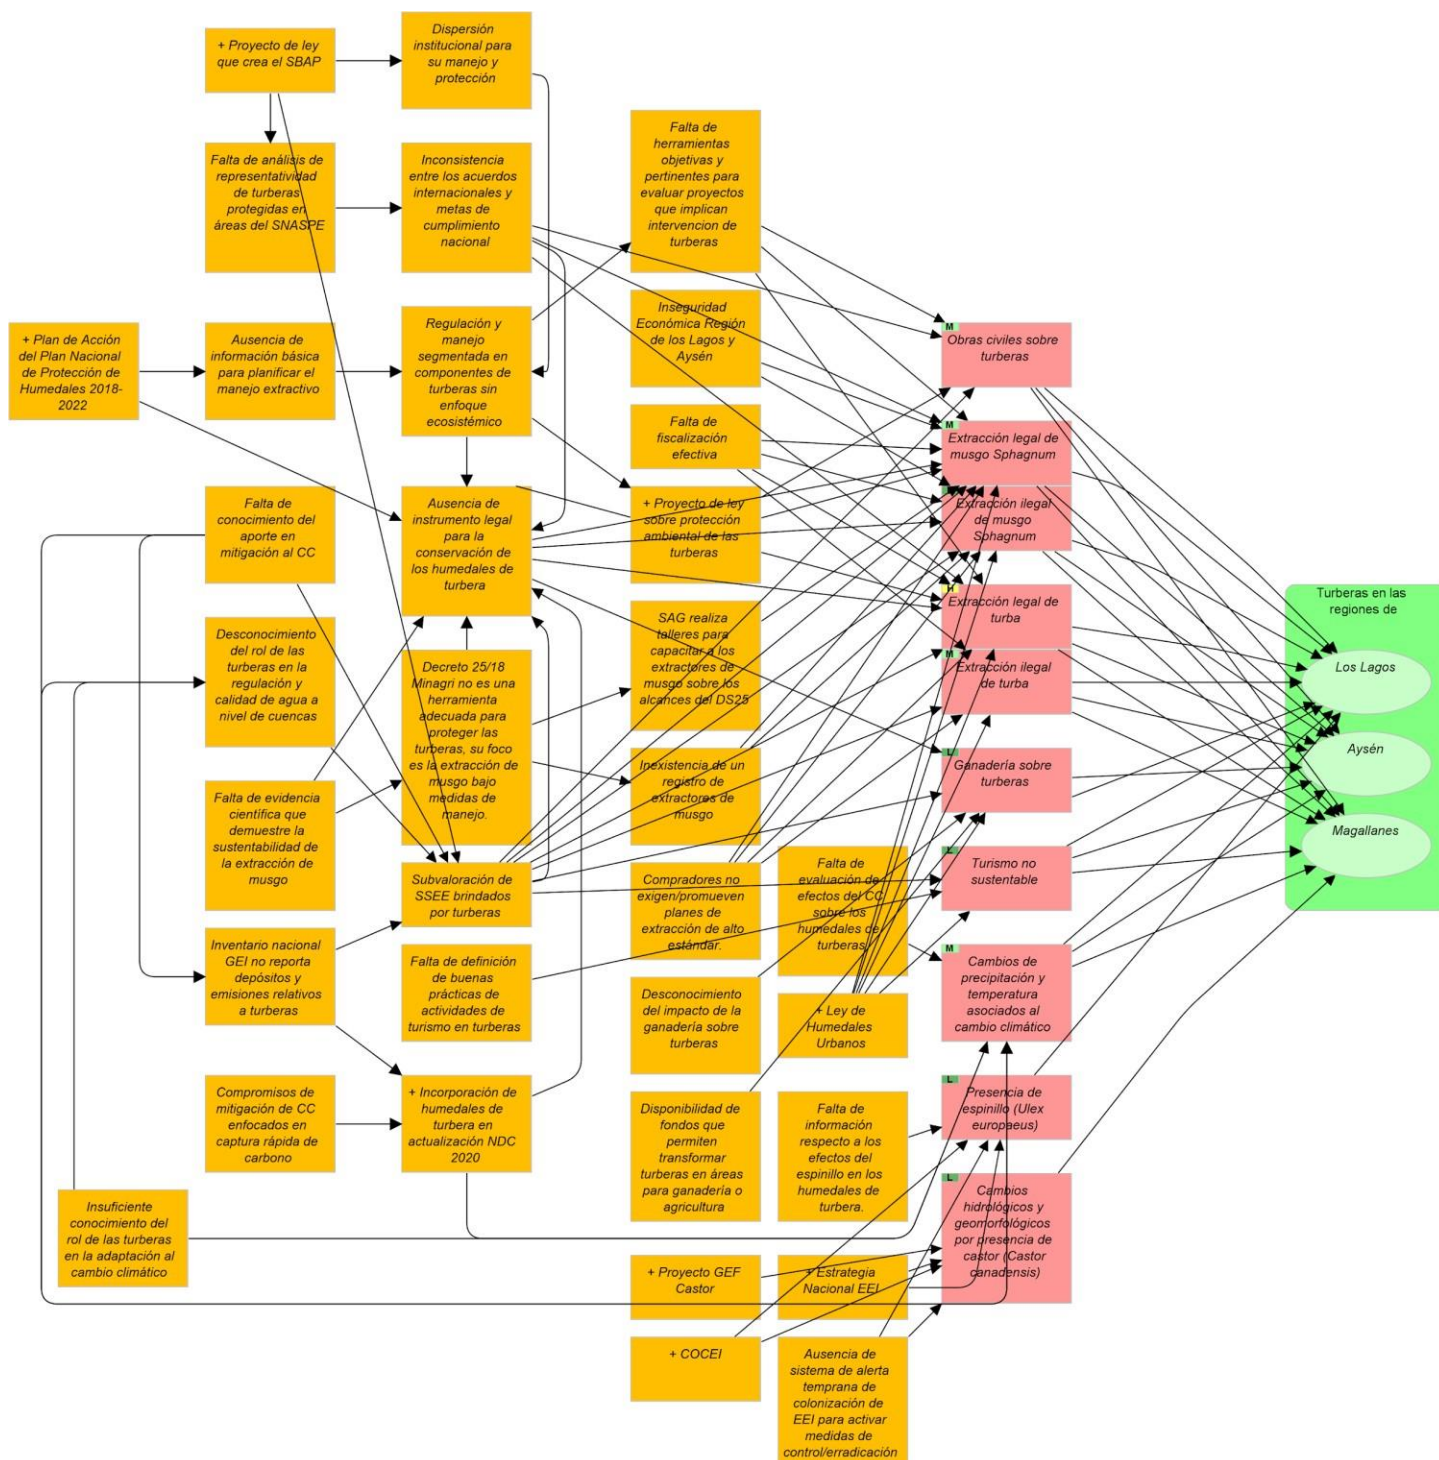 + Proyecto de ley
que crea el SBAP
Dispersión
institucional para
su manejo y
protección
Falta de análisis de
representatividad
de turberas
protegidas en
áreas del SNASPE
Inconsistencia
entre los acuerdos
internacionales y
metas de
cumplimiento
nacional
Falta de
herramientas
objetivas y
pertinentes para
evaluar proyectos
que implican
intervencion de
turberas
+ Plan de Acción
del Plan Nacional
de Protección de
Humedales 2018-
2022
Ausencia de
información básica
para planificar el
manejo extractivo
Regulación y
manejo
segmentada en
componentes de
turberas sin
enfoque
ecosistémico
Inseguridad
Económica Región
de los Lagos y
Aysén
Falta de
fiscalización
efectiva
Falta de
conocimiento del
aporte en
mitigación al CC
Ausencia de
instrumento legal
para la
conservación de
los humedales de
turbera
+ Proyecto de ley
sobre protección
ambiental de las
turberas
Desconocimiento
del rol de las
turberas en la
regulación y
calidad de agua a
nivel de cuencas
Decreto 25/18
Minagri no es una
herramienta
adecuada para
proteger las
turberas, su foco
es la extracción de
musgo bajo
medidas de
manejo.
SAG realiza
talleres para
capacitar a los
extractores de
musgo sobre los
alcances del DS25
Falta de evidencia
científica que
demuestre la
sustentabilidad de
la extracción de
musgo
Inexistencia de un
registro de
extractores de
musgo
Subvaloración de
SSEE brindados
por turberas
Compradores no
exigen/promueven
planes de
extracción de alto
estándar.
Falta de
evaluación de
efectos del CC
sobre los
humedales de
turberas
Inventario nacional
GEI no reporta
depósitos y
emisiones relativos
a turberas
Falta de definición
de buenas
prácticas de
actividades de
turismo en turberas
Desconocimiento
del impacto de la
ganadería sobre
turberas
+ Ley de
Humedales
Urbanos
Compromisos de
mitigación de CC
enfocados en
captura rápida de
carbono
+ Incorporación de
humedales de
turbera en
actualización NDC
2020
Disponibilidad de
fondos que
permiten
transformar
turberas en áreas
para ganadería o
agricultura
Falta de
información
respecto a los
efectos del
espinillo en los
humedales de
turbera.
Insuficiente
conocimiento del
rol de las turberas
en la adaptación al
cambio climático
+ Proyecto GEF
Castor
+ Estrategia
Nacional EEI
+ COCEI
Ausencia de
sistema de alerta
temprana de
colonización de
EEI para activar
medidas de
control/erradicación
M
Obras civiles sobre
turberas
M
Extracción legal de
musgo Sphagnum
Extracción ilegal
de musgo
Sphagnum
H
Extracción legal de
turba
M
Extracción ilegal
de turba
L
Ganadería sobre
turberas
L
Turismo no
sustentable
M
Cambios de
precipitación y
temperatura
asociados al
cambio climático
L
Presencia de
espinillo (Ulex
europaeus)
L
Cambios
hidrológicos y
geomorfológicos
por presencia de
castor (Castor
canadensis)
Turberas en las
regiones de
Los Lagos
Aysén
Magallanes